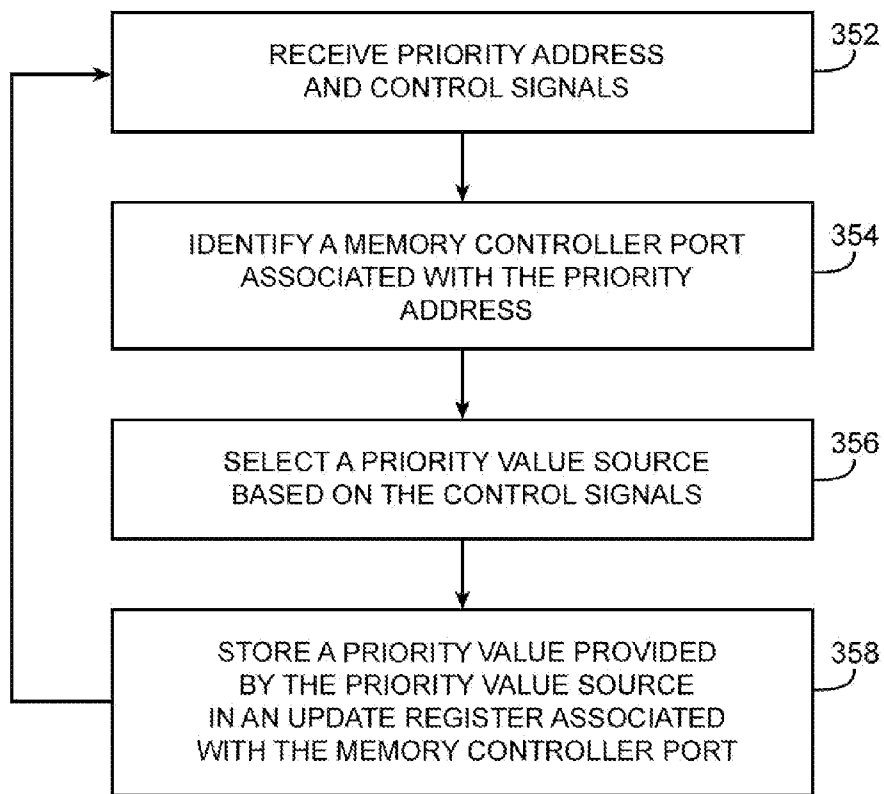 RECEIVE PRIORITY ADDRESS
AND CONTROL SIGNALS
352
IDENTIFY A MEMORY CONTROLLER PORT
ASSOCIATED WITH THE PRIORITY
ADDRESS
354
SELECT A PRIORITY VALUE SOURCE
BASED ON THE CONTROL SIGNALS
356
STORE A PRIORITY VALUE PROVIDED
BY THE PRIORITY VALUE SOURCE
IN AN UPDATE REGISTER ASSOCIATED
WITH THE MEMORY CONTROLLER PORT
358